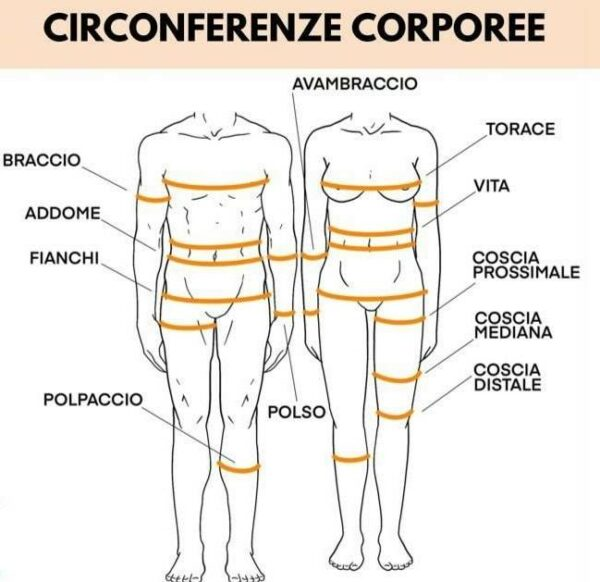 CIRCONFERENZE CORPOREE
AVAMBRACCIO
TORACE
BRACCIO
VITA
ADDOME
FIANCHI
COSCIA
PROSSIMALE
COSCIA
MEDIANA
COSCIA
DISTALE
POLPACCIO
POLSO